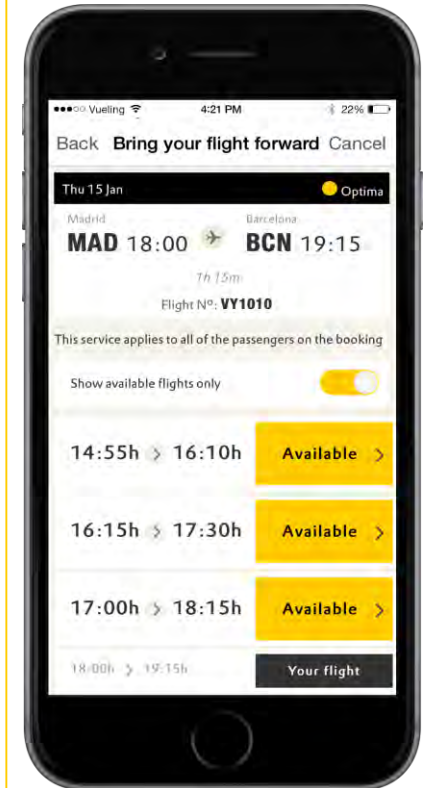 Vueling 4:21 PM 22%
Back Bring your flight forward Cancel
Thu 15 Jan Optima
Madrid Barcelona
MAD 18:00 BCN 19:15
1h 15m
Flight Nº: VY1010
This service applies to all of the passengers on the booking
Show available flights only
14:55h > 16:10h Available >
16:15h > 17:30h Available >
17:00h > 18:15h Available >
18:00h > 19:15h Your flight